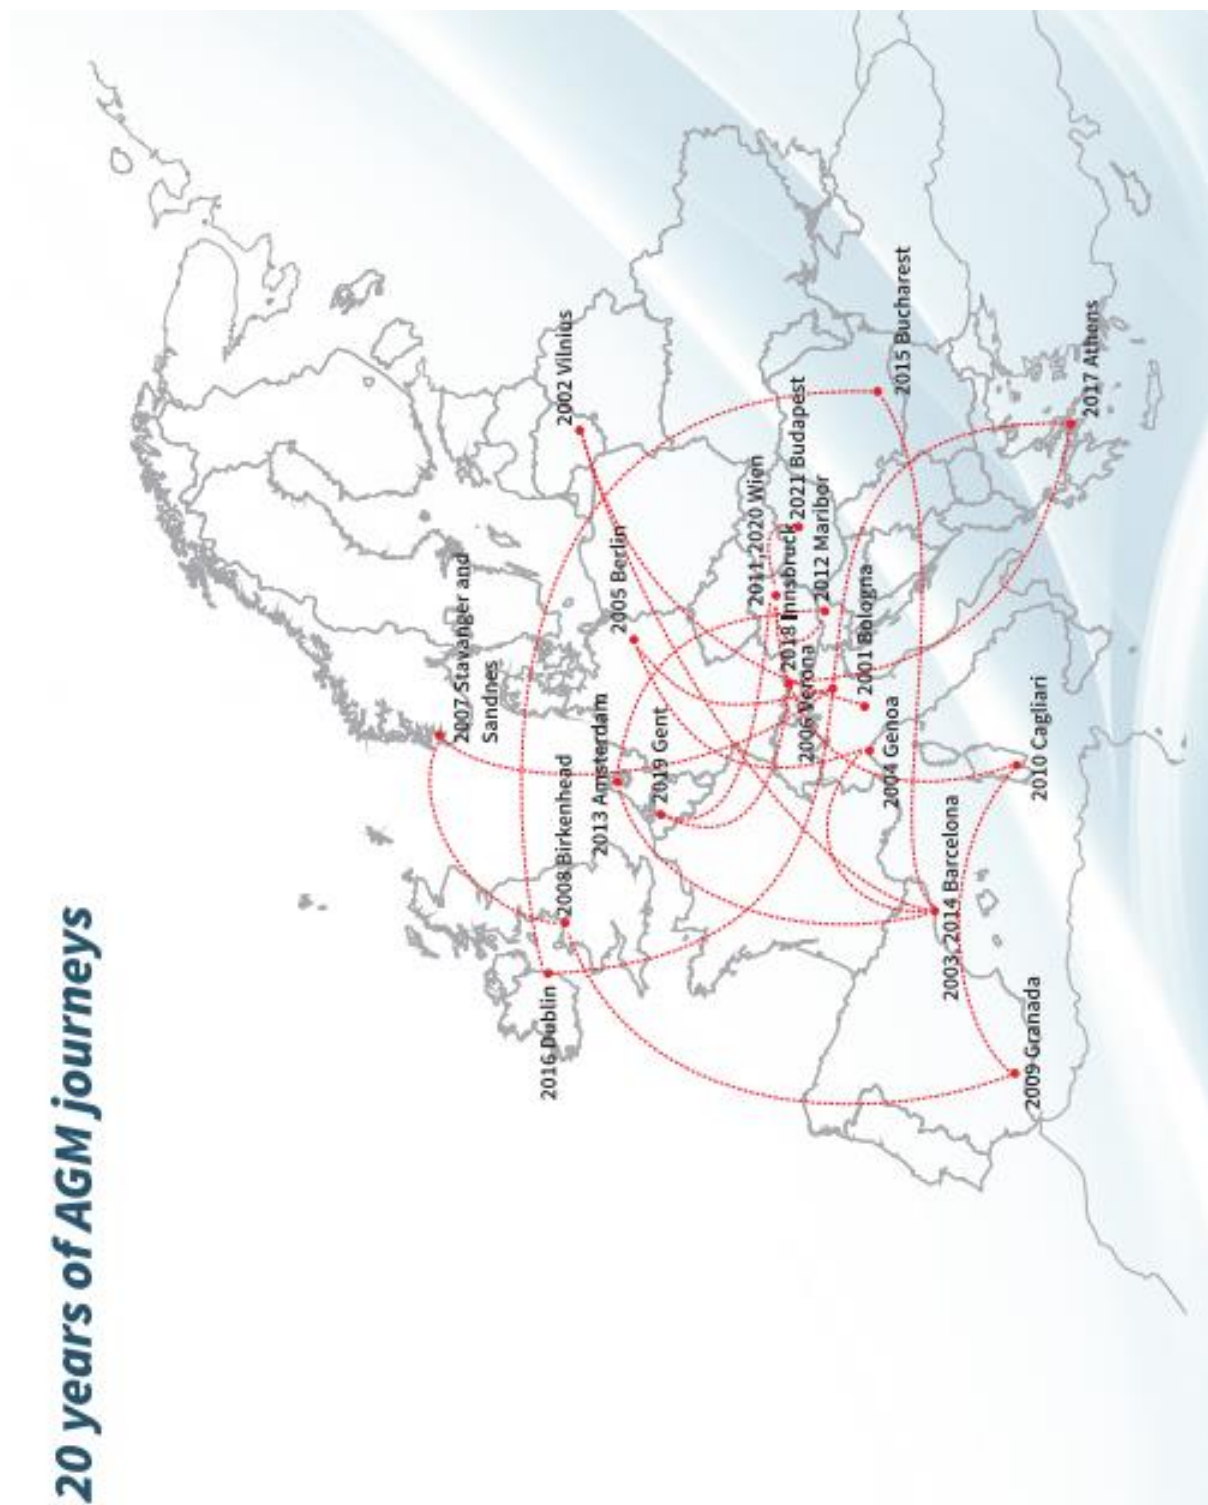 20 years of AGM journeys
2007 Stavanger and
Sandnes
2016 Dublin
2008 Birkenhead
2002 Vilnius
2013 Amsterdam
2005 Berlin
2019 Gent
2011,2020 Wien
2018 Innsbruck
2021 Budapest
2006 Verona
2012 Maribor
2001 Bologna
2004 Genoa
2015 Bucharest
2003, 2014 Barcelona
2009 Granada
2010 Cagliari
2017 Athens